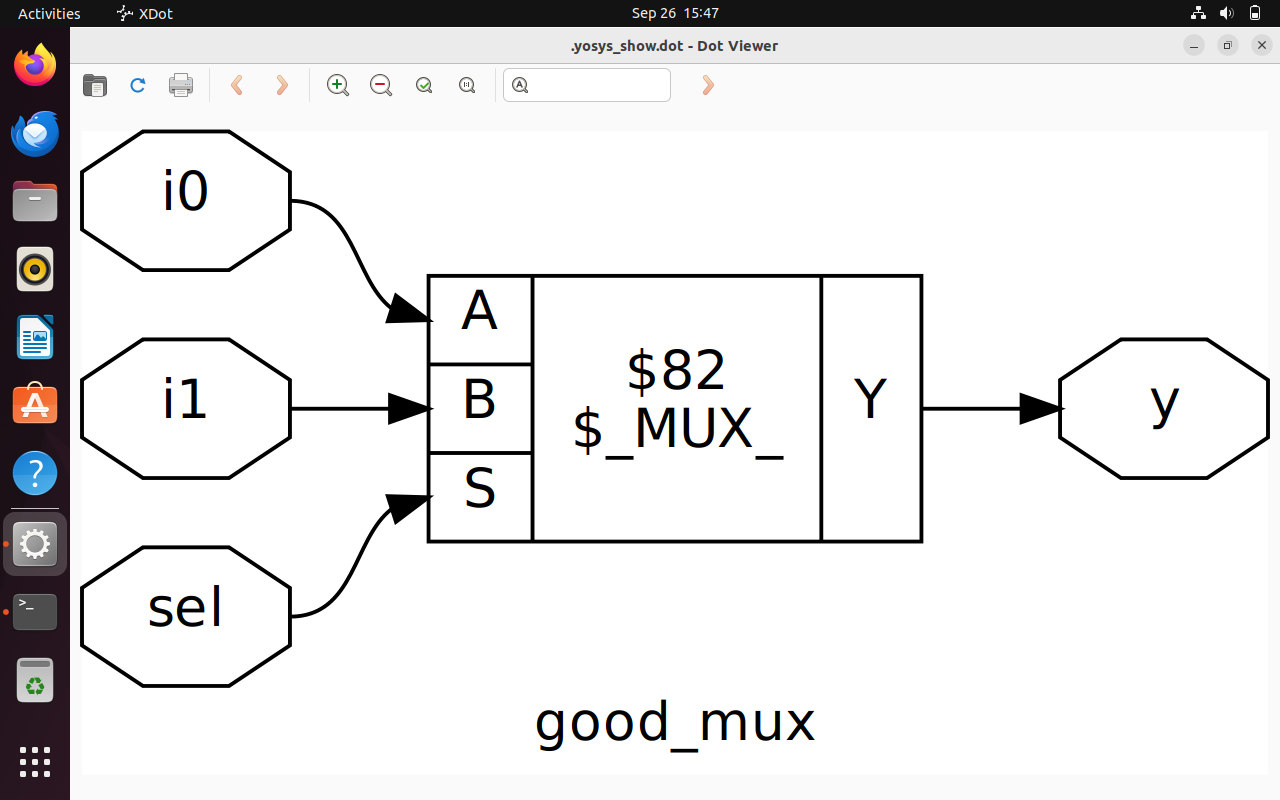 Activities
XDot
Sep 26 15:47
.yosys_show.dot - Dot Viewer
i0
i1
sel
A
B
S
$82
$_MUX_
Y
y
good_mux